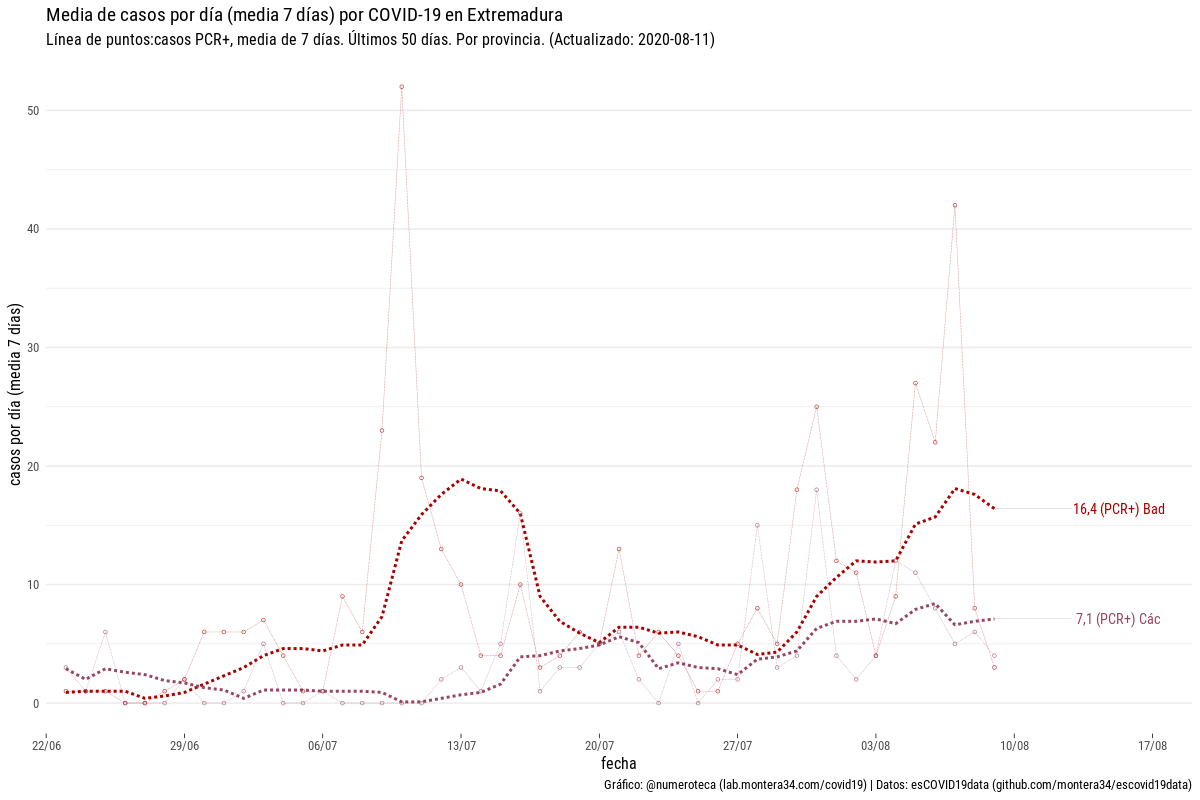 Media de casos por día (media 7 días) por COVID-19 en Extremadura
Línea de puntos:casos PCR+, media de 7 días. Últimos 50 días. Por provincia. (Actualizado: 2020-08-11)
casos por día (media 7 días)
50
40
30
20
10
0
16,4 (PCR+) Bad
7,1 (PCR+) Các
22/06
29/06
06/07
13/07
20/07
27/07
03/08
10/08
17/08
fecha
Gráfico: @numeroteca (lab.montera34.com/covid19) | Datos: esCOVID19data (github.com/montera34/escovid19data)